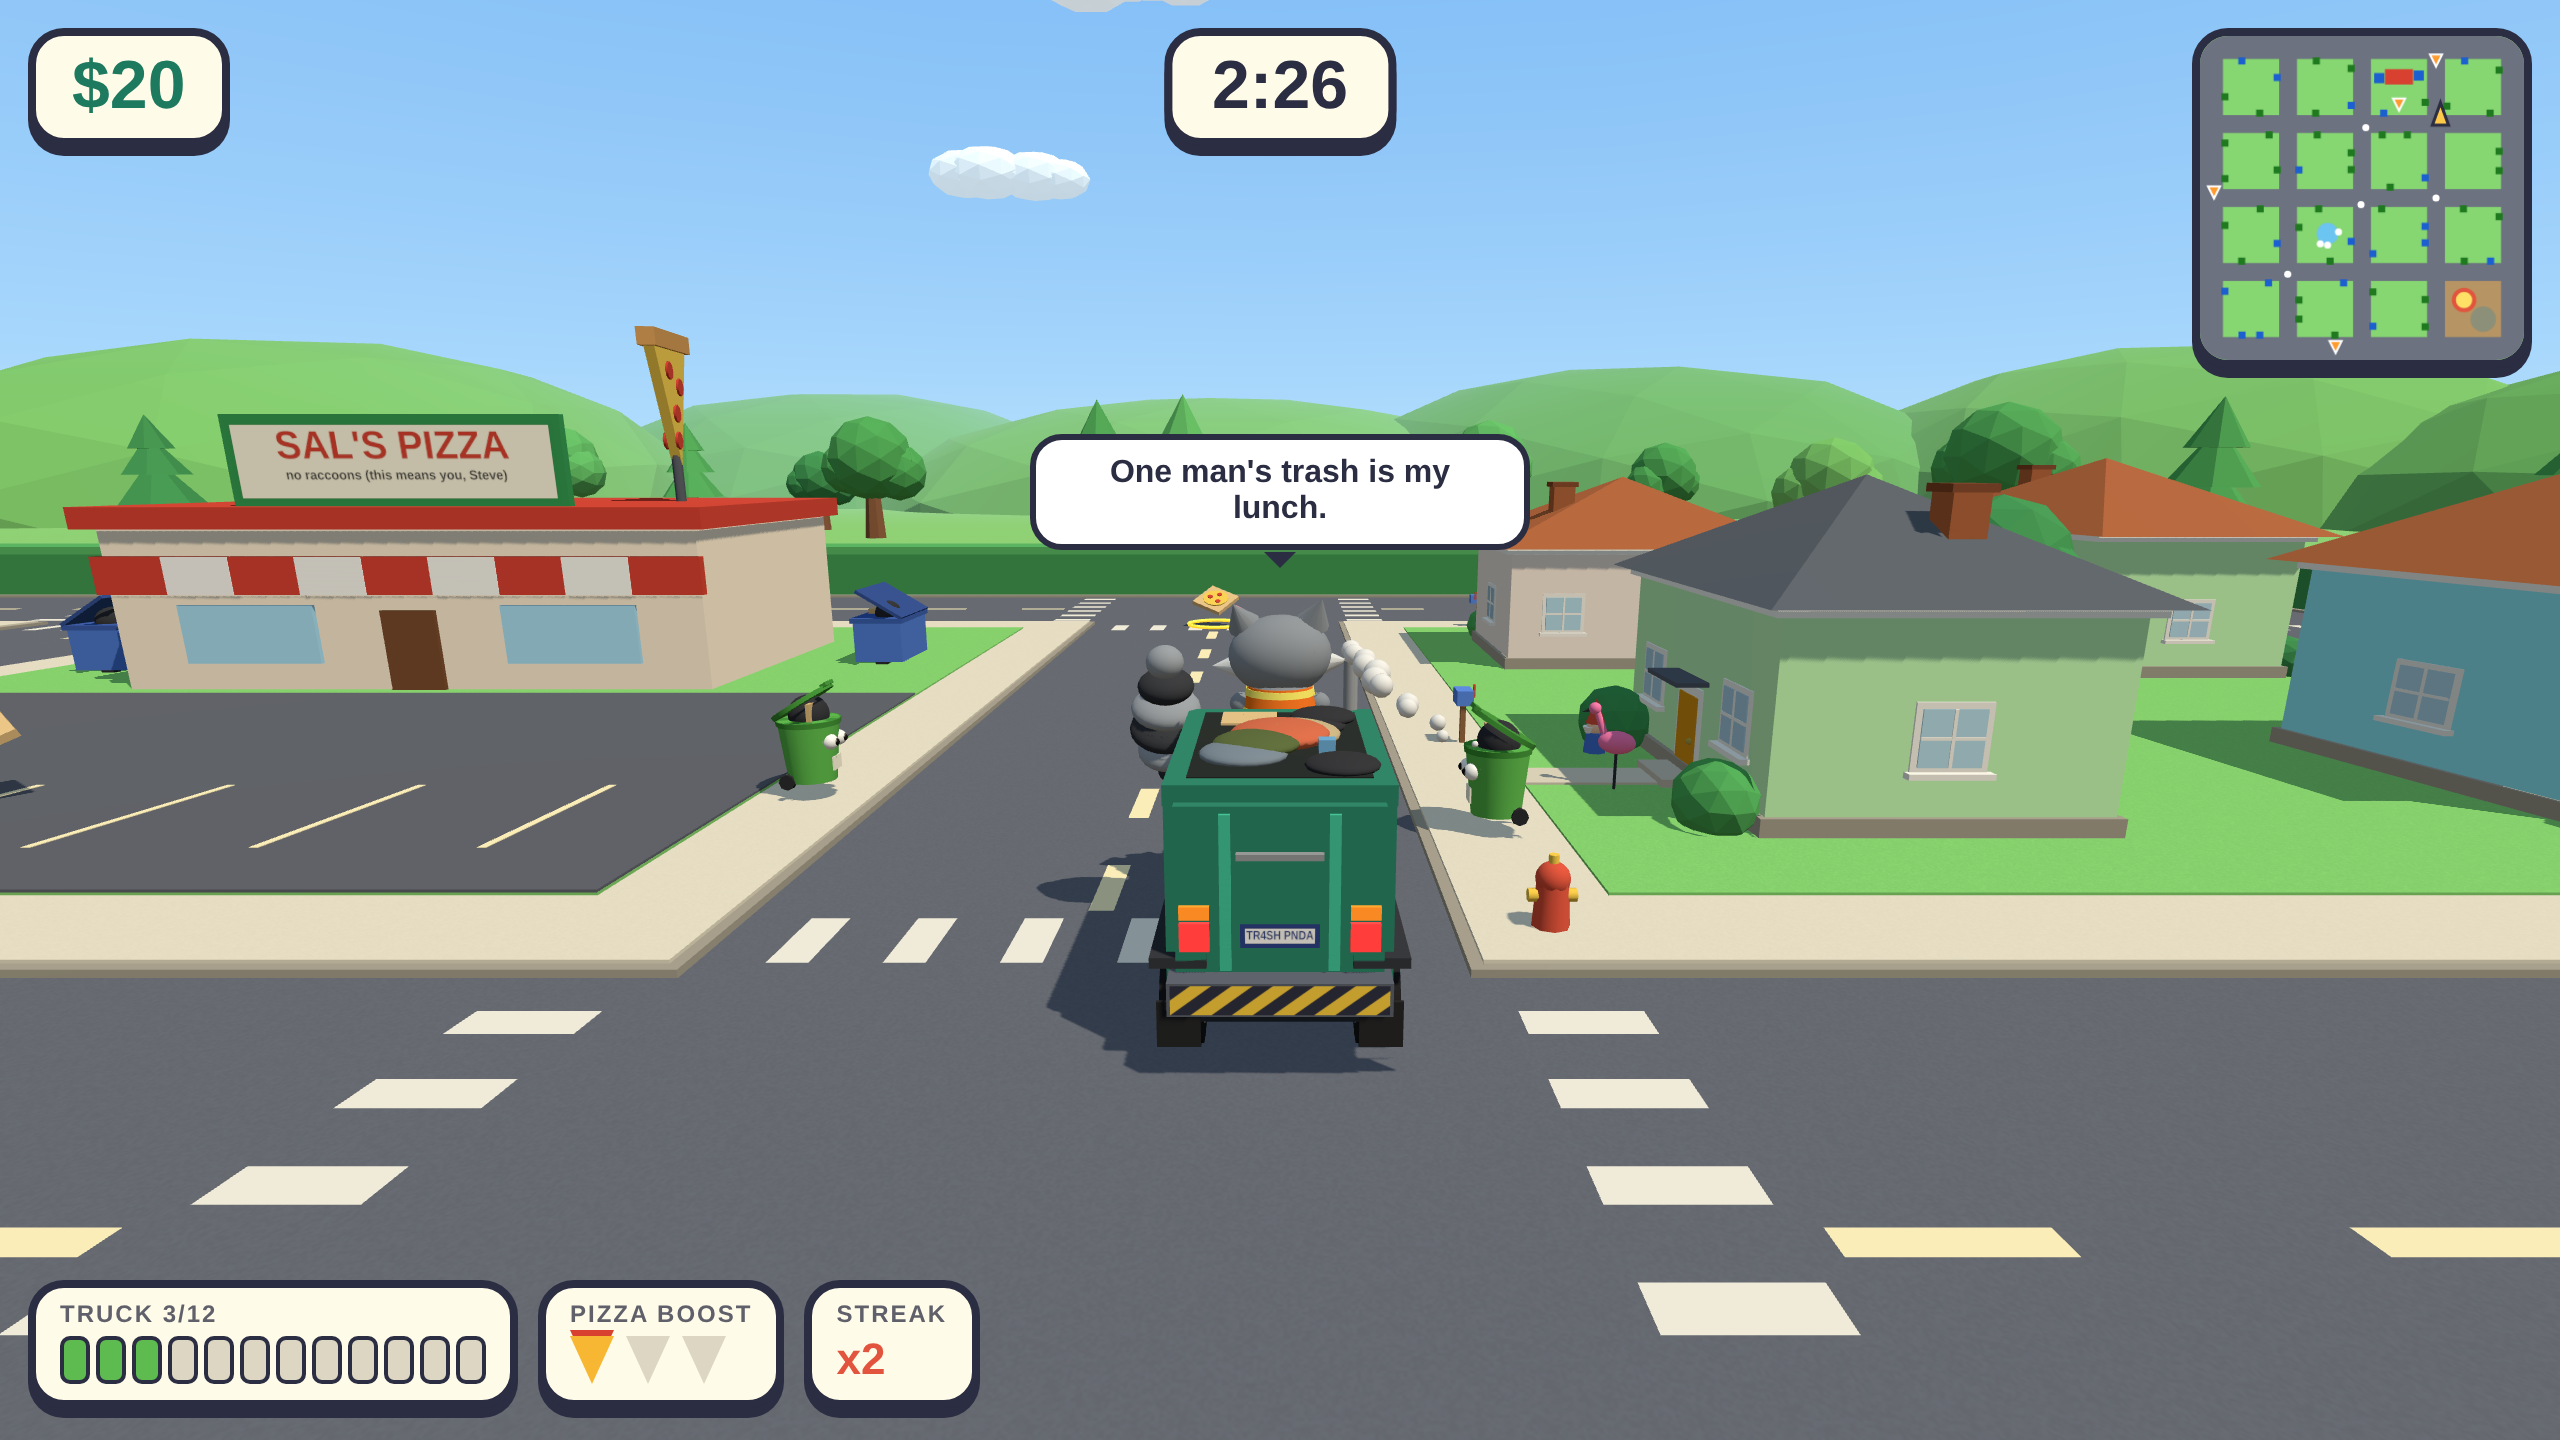 $20
2:26
SAL'S PIZZA
no raccoons (this means you, Steve)
One man's trash is my
lunch.
TR4SH PNDA
TRUCK 3/12
PIZZA BOOST
STREAK
x2